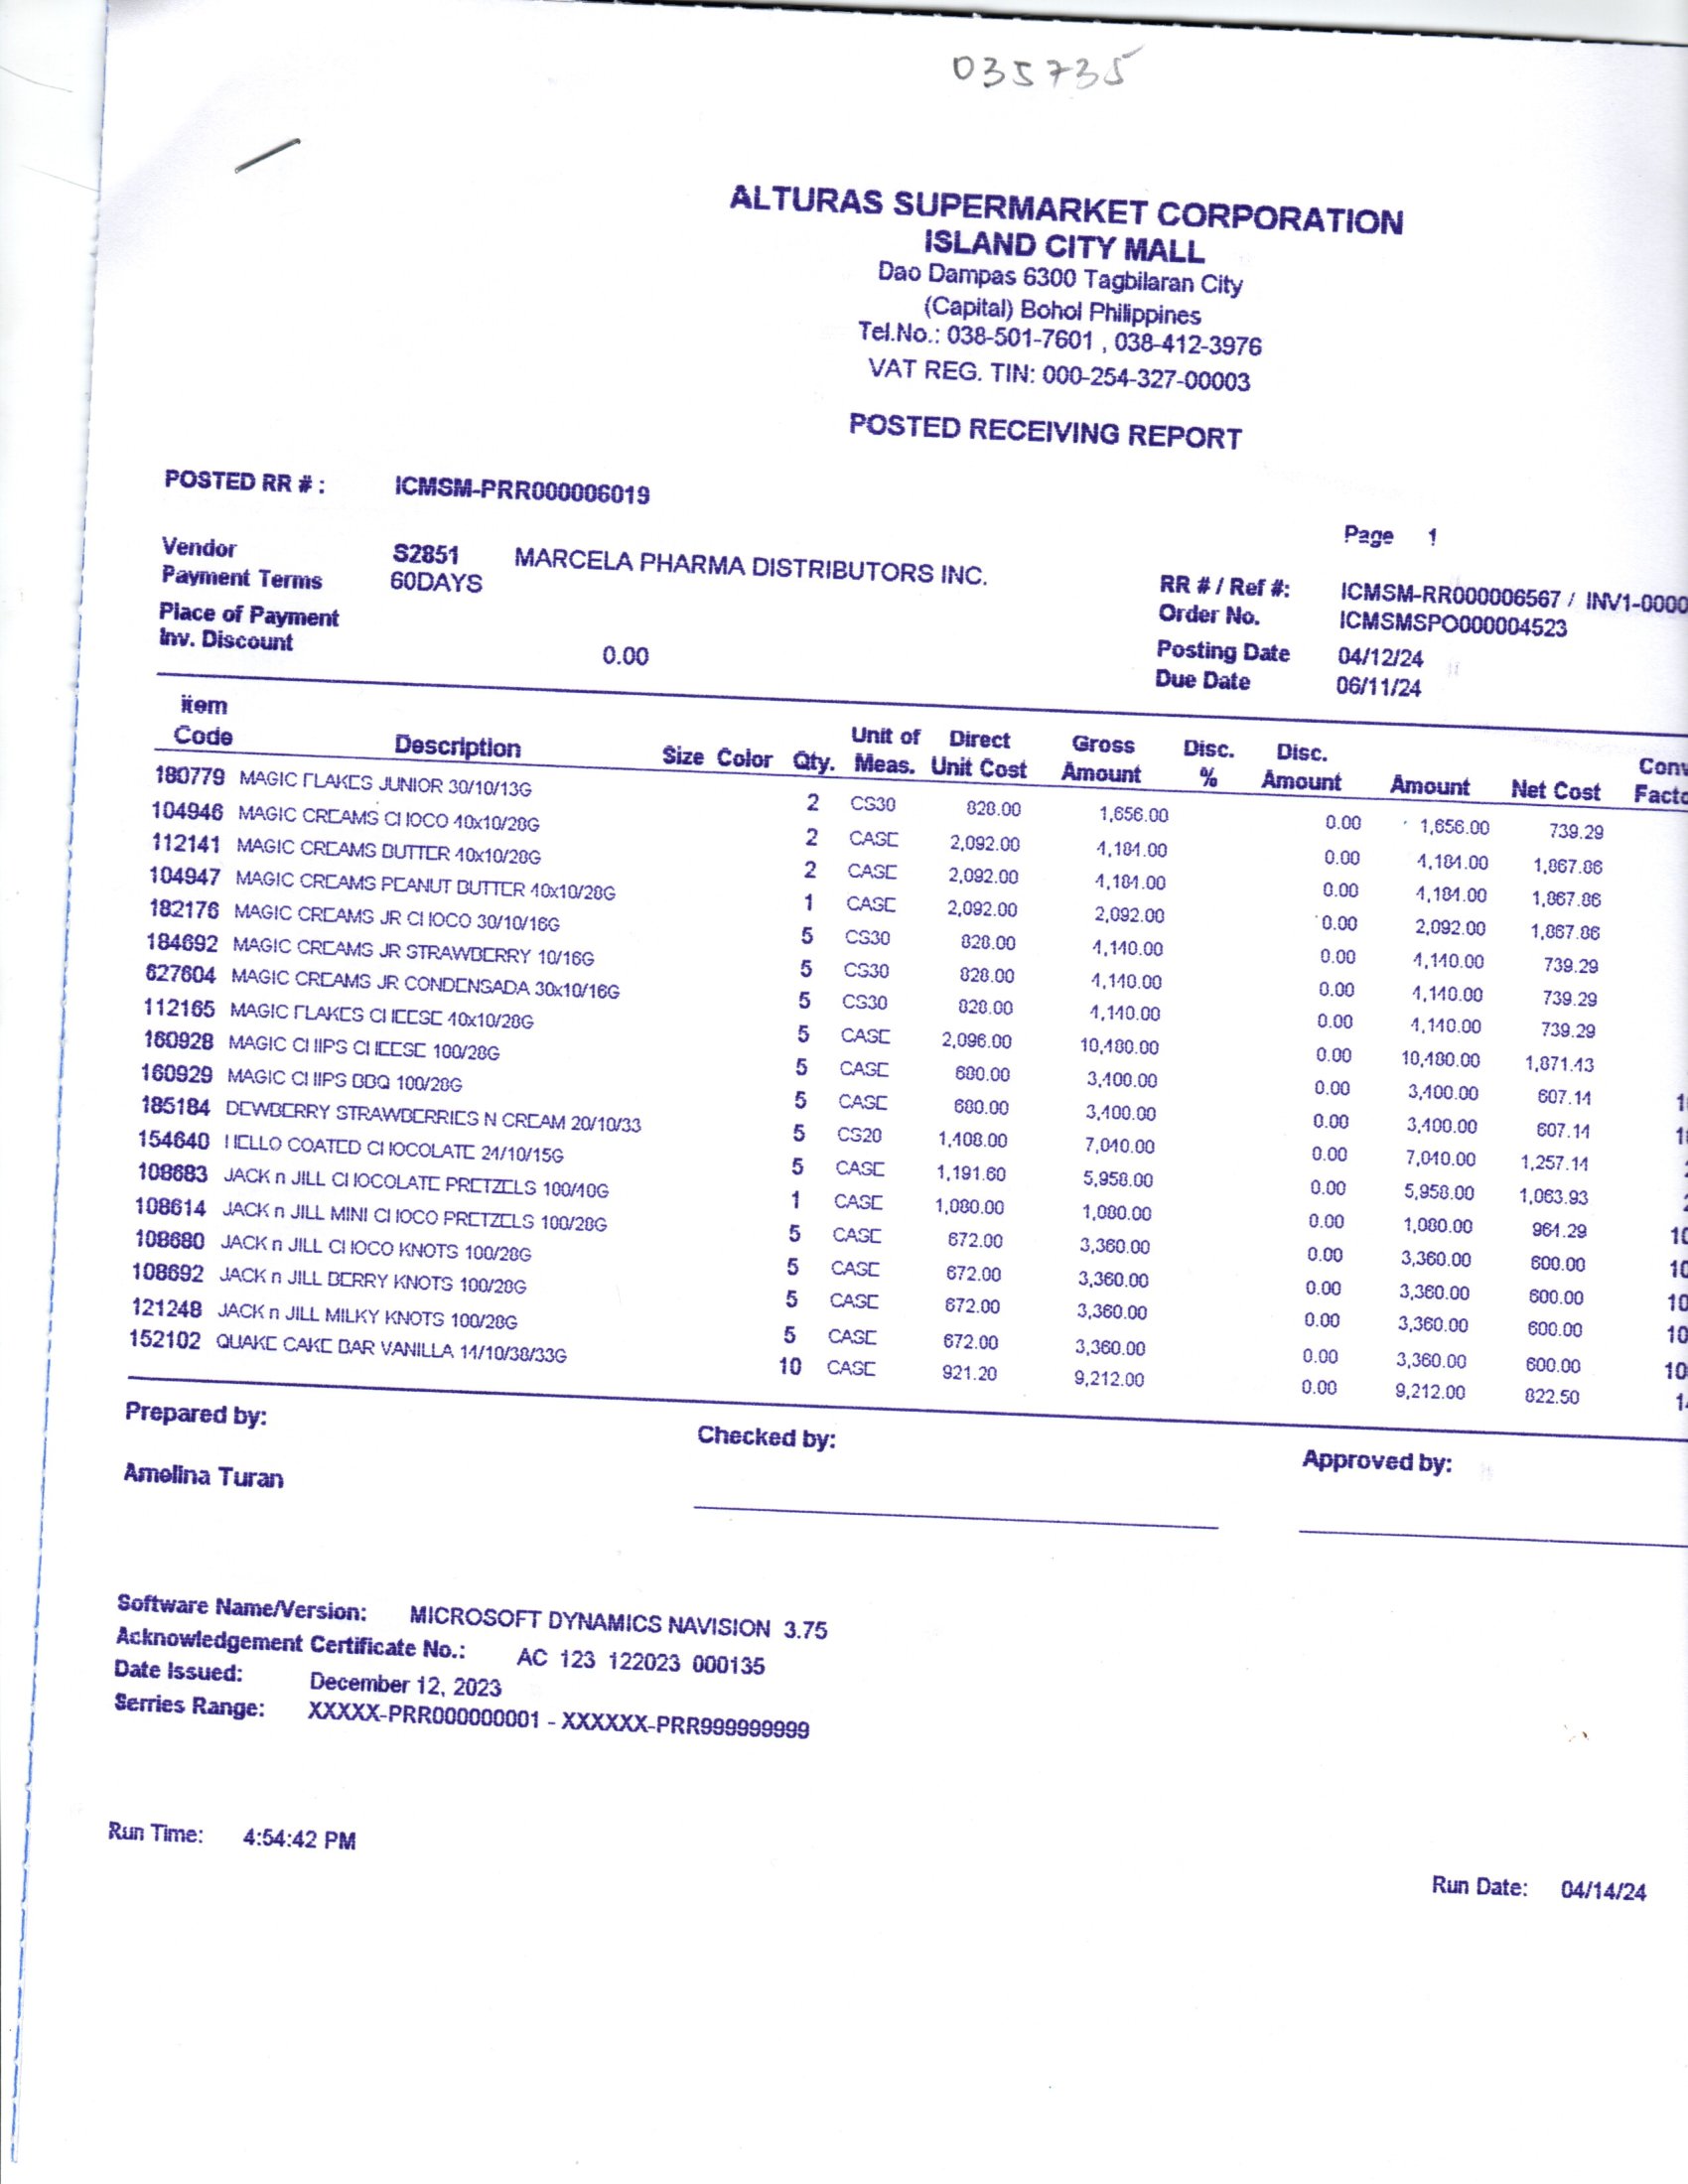 035735
ALTURAS SUPERMARKET CORPORATION
ISLAND CITY MALL
Dao Dampas 6300 Tagbilaran City
(Capital) Bohol Philippines
Tel.No.: 038-501-7601 , 038-412-3976
VAT REG. TIN: 000-254-327-00003
POSTED RECEIVING REPORT
POSTED RR # : ICMSM-PRR000006019
Page 1
Vendor S2851 MARCELA PHARMA DISTRIBUTORS INC.
Payment Terms 60DAYS
Place of Payment
Inv. Discount 0.00
RR # / Ref #: ICMSM-RR000006567 / INV1-0000
Order No. ICMSMSPO000004523
Posting Date 04/12/24
Due Date 06/11/24
Item Code Description Size Color Qty. Unit of Meas. Direct Unit Cost Gross Amount Disc. % Disc. Amount Amount Net Cost
180779 MAGIC FLAKES JUNIOR 30/10/13G 2 CS30 828.00 1,656.00 0.00 1,656.00 739.29
104946 MAGIC CREAMS CHOCO 40x10/28G 2 CASE 2,092.00 4,184.00 0.00 4,184.00 1,867.86
112141 MAGIC CREAMS BUTTER 40x10/28G 2 CASE 2,092.00 4,184.00 0.00 4,184.00 1,867.86
104947 MAGIC CREAMS PEANUT BUTTER 40x10/28G 1 CASE 2,092.00 2,092.00 0.00 2,092.00 1,867.86
182176 MAGIC CREAMS JR CHOCO 30/10/16G 5 CS30 828.00 4,140.00 0.00 4,140.00 739.29
184692 MAGIC CREAMS JR STRAWBERRY 10/16G 5 CS30 828.00 4,140.00 0.00 4,140.00 739.29
627604 MAGIC CREAMS JR CONDENSADA 30x10/16G 5 CS30 828.00 4,140.00 0.00 4,140.00 739.29
112165 MAGIC FLAKES CHEESE 40x10/28G 5 CASE 2,096.00 10,480.00 0.00 10,480.00 1,871.43
160928 MAGIC CHIPS CHEESE 100/28G 5 CASE 680.00 3,400.00 0.00 3,400.00 607.14
160929 MAGIC CHIPS BBQ 100/28G 5 CASE 680.00 3,400.00 0.00 3,400.00 607.14
185184 DEWBERRY STRAWBERRIES N CREAM 20/10/33 5 CS20 1,408.00 7,040.00 0.00 7,040.00 1,257.14
154640 HELLO COATED CHOCOLATE 24/10/15G 5 CASE 1,191.60 5,958.00 0.00 5,958.00 1,063.93
108683 JACK n JILL CHOCOLATE PRETZELS 100/40G 1 CASE 1,080.00 1,080.00 0.00 1,080.00 964.29
108614 JACK n JILL MINI CHOCO PRETZELS 100/28G 5 CASE 672.00 3,360.00 0.00 3,360.00 600.00
108680 JACK n JILL CHOCO KNOTS 100/28G 5 CASE 672.00 3,360.00 0.00 3,360.00 600.00
108692 JACK n JILL BERRY KNOTS 100/28G 5 CASE 672.00 3,360.00 0.00 3,360.00 600.00
121248 JACK n JILL MILKY KNOTS 100/28G 5 CASE 672.00 3,360.00 0.00 3,360.00 600.00
152102 QUAKE CAKE BAR VANILLA 14/10/38/33G 10 CASE 921.20 9,212.00 0.00 9,212.00 822.50
Prepared by: Checked by: Approved by:
Amelina Turan
Software Name/Version: MICROSOFT DYNAMICS NAVISION 3.75
Acknowledgement Certificate No.: AC 123 122023 000135
Date Issued: December 12, 2023
Serries Range: XXXXX-PRR000000001 - XXXXXX-PRR999999999
Run Time: 4:54:42 PM
Run Date: 04/14/24